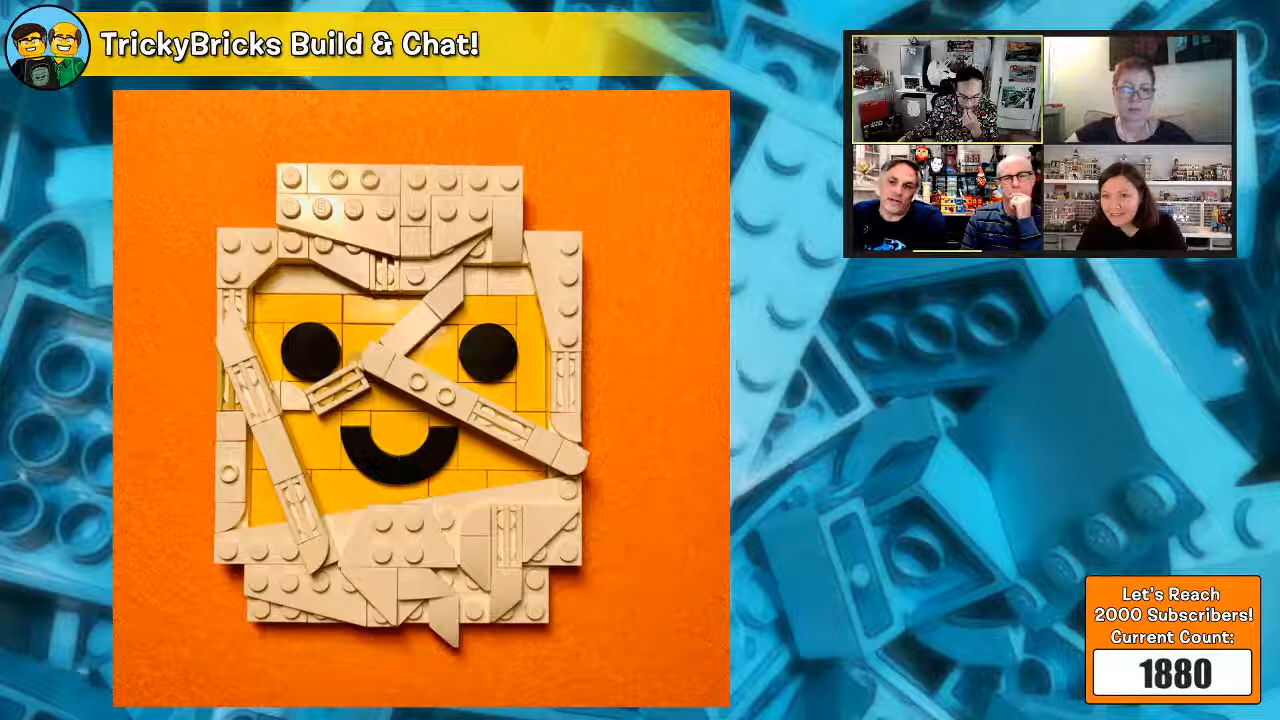 TrickyBricks Build & Chat!
Let's Reach
2000 Subscribers!
Current Count:
1880